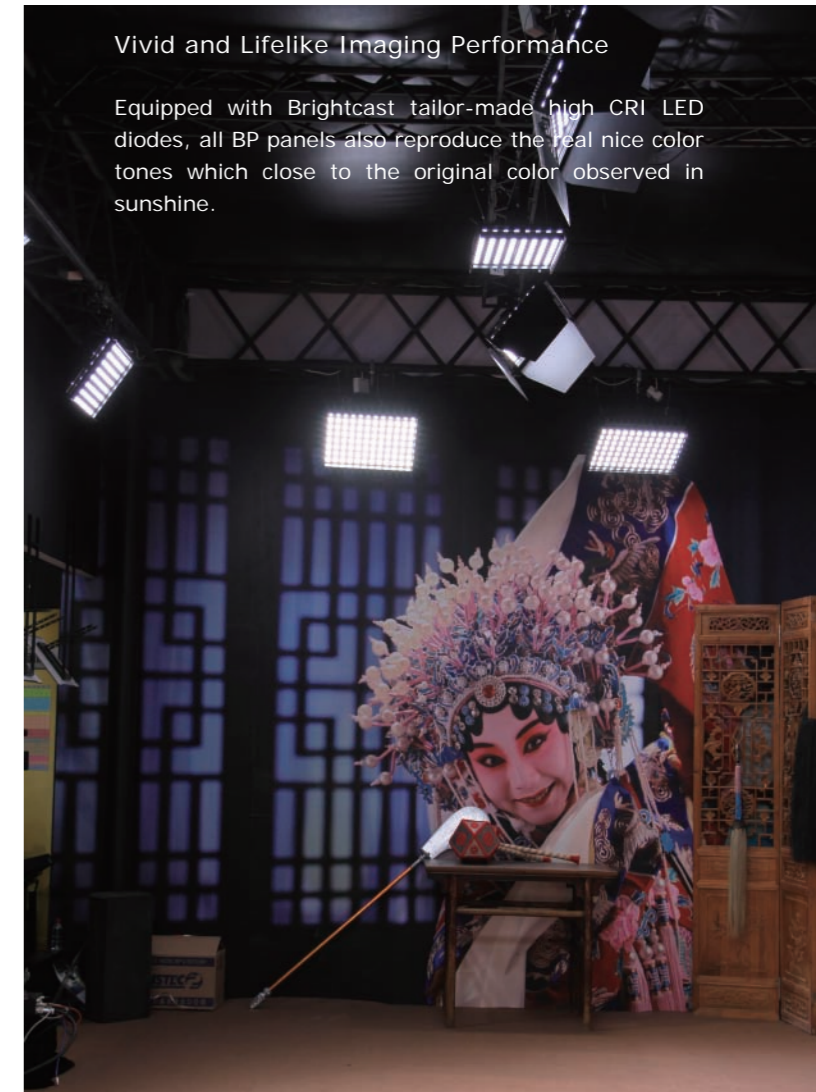 Vivid and Lifelike Imaging Performance
Equipped with Brightcast tailor-made high CRI LED
diodes, all BP panels also reproduce the real nice color
tones which close to the original color observed in
sunshine.